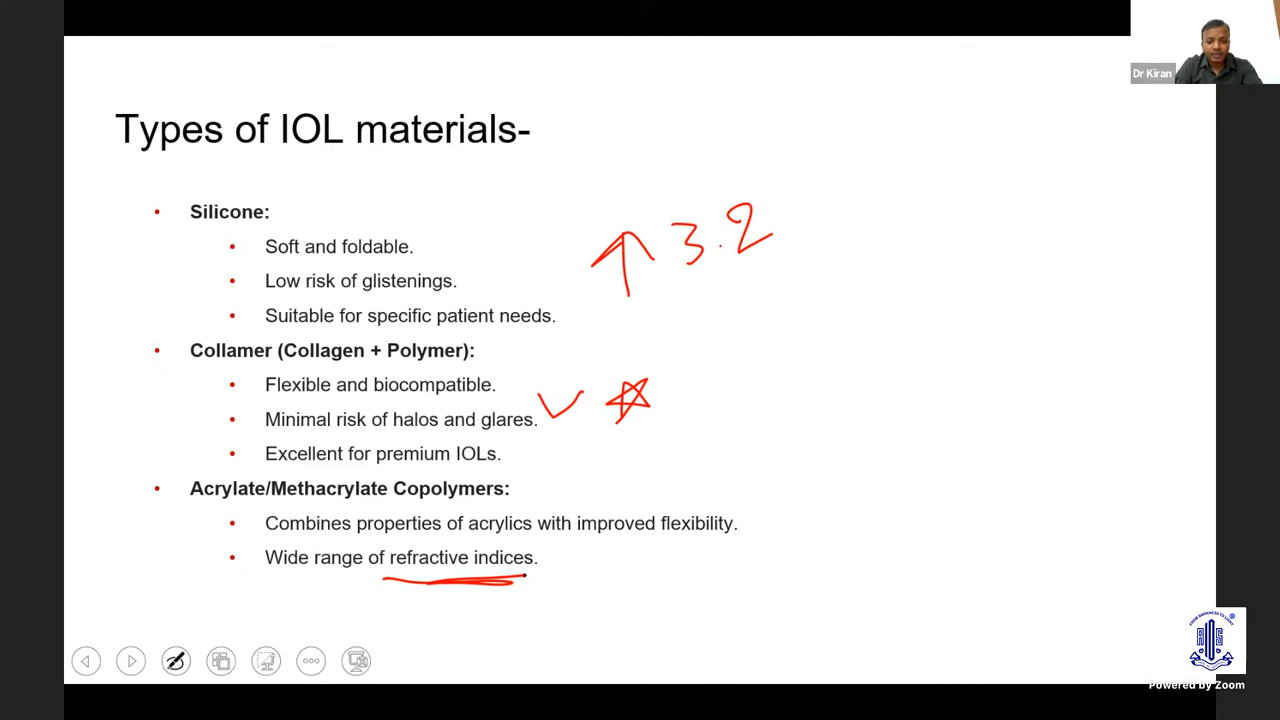 Dr Kiran
Types of IOL materials-
• Silicone:
• Soft and foldable.
• Low risk of glistenings.
• Suitable for specific patient needs.
↑ 3.2
• Collamer (Collagen + Polymer):
• Flexible and biocompatible.
• Minimal risk of halos and glares.
• Excellent for premium IOLs.
• Acrylate/Methacrylate Copolymers:
• Combines properties of acrylics with improved flexibility.
• Wide range of refractive indices.
Powered by Zoom